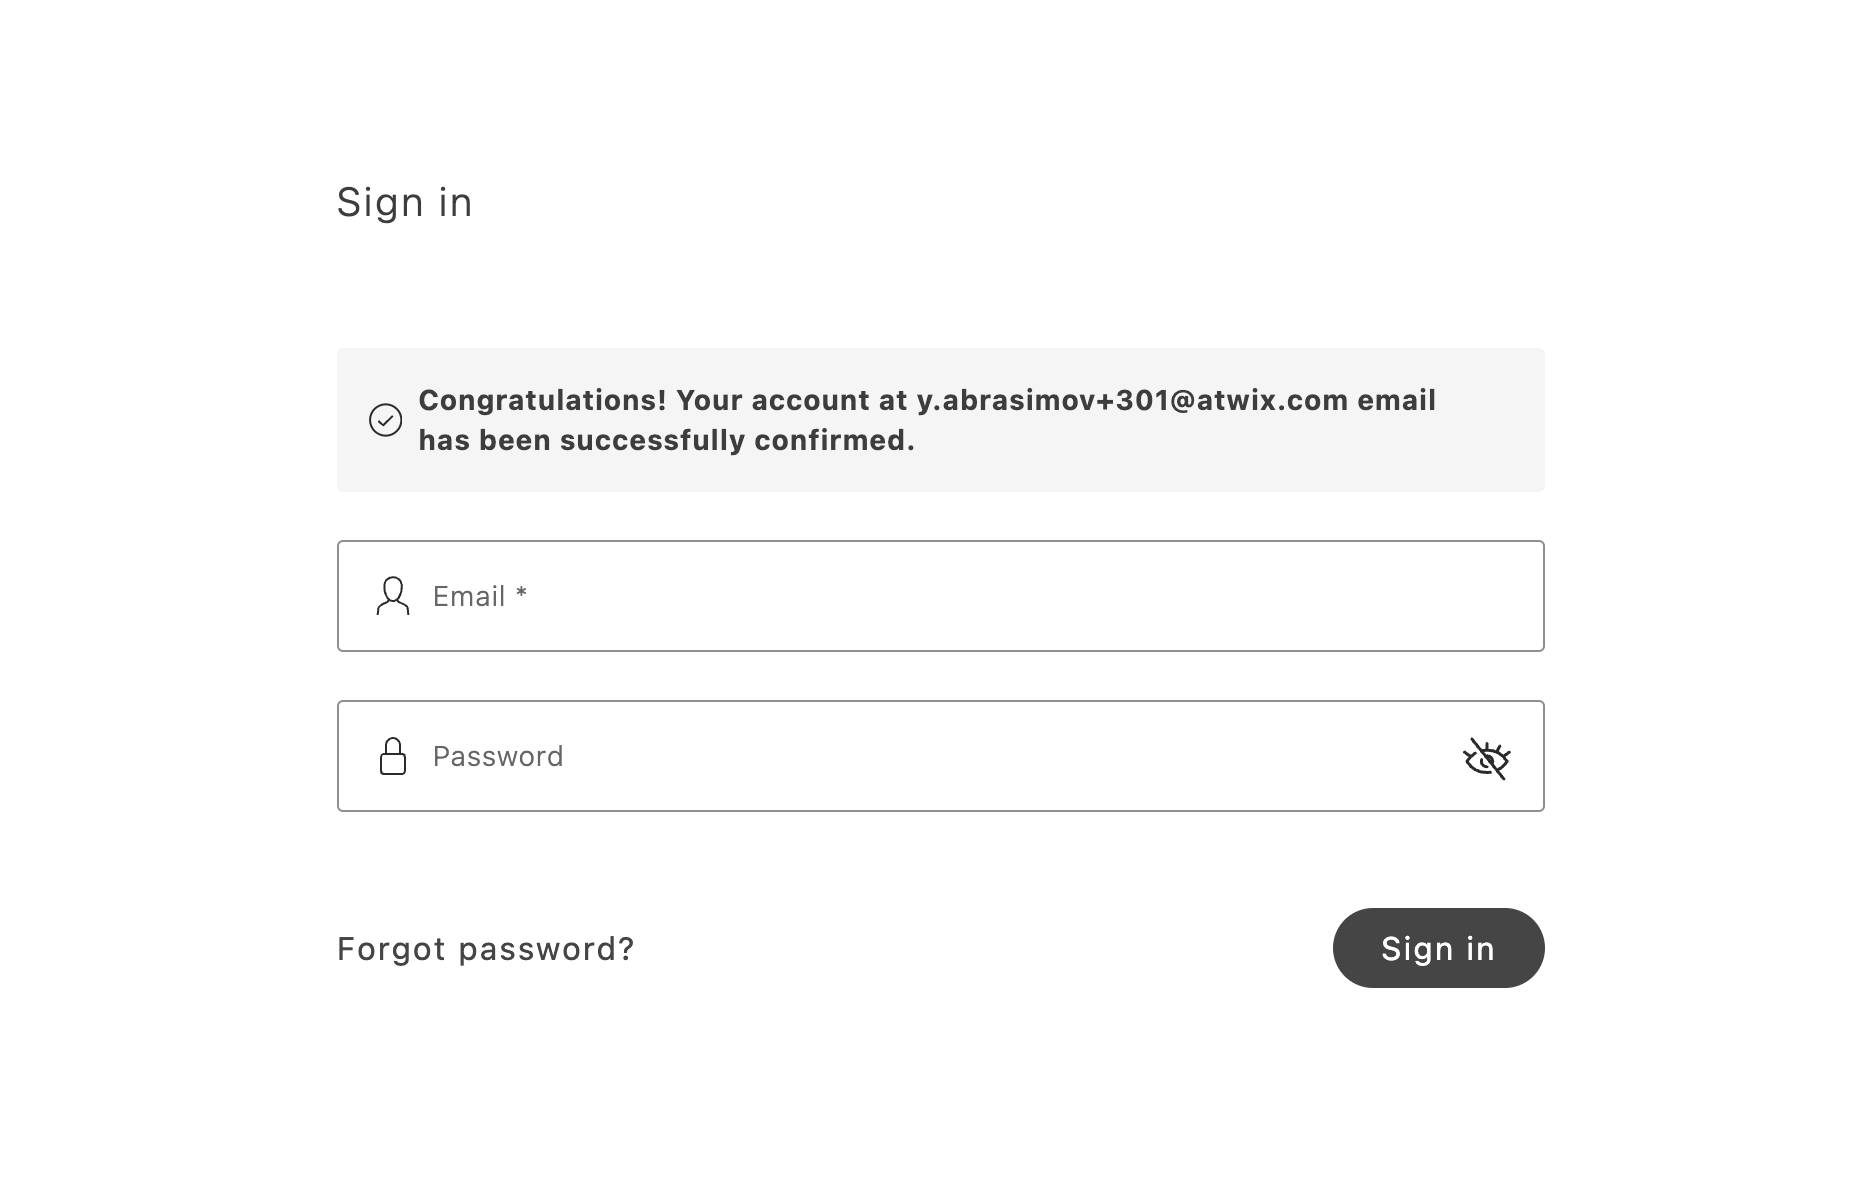 Sign in
Congratulations! Your account at y.abrasimov+301@atwix.com email
has been successfully confirmed.
Email *
Password
Forgot password?
Sign in